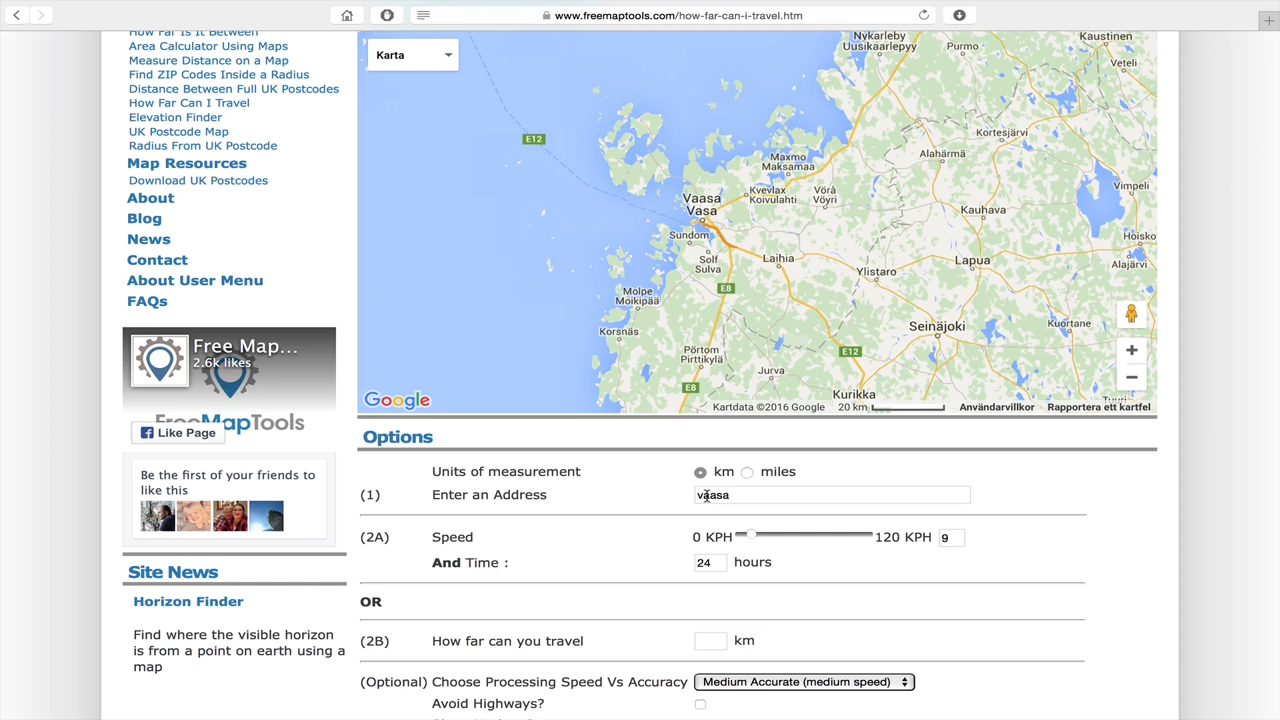 www.freemaptools.com/how-far-can-i-travel.htm
How Far Is It Between
Area Calculator Using Maps
Measure Distance on a Map
Find ZIP Codes Inside a Radius
Distance Between Full UK Postcodes
How Far Can I Travel
Elevation Finder
UK Postcode Map
Radius From UK Postcode
Map Resources
Download UK Postcodes
About
Blog
News
Contact
About User Menu
FAQs
Free Map...
2.6k likes
FreeMapTools
Like Page
Be the first of your friends to
like this
Site News
Horizon Finder
Find where the visible horizon
is from a point on earth using a
map
Karta
Nykarleby
Uusikaarlepyy
Purmo
Kaustinen
Veteli
E12
Kortesjärvi
Maxmo
Maksamaa
Alahärmä
Vimpeli
Kvevlax
Koivulahti
Vörå
Vöyri
Vaasa
Vasa
Kauhava
Sundom
Höisko
Solf
Sulva
Laihia
Lapua
Alajärvi
Ylistaro
E8
Molpe
Moikipää
Korsnäs
Seinäjoki
Kuortane
Pörtom
Pirttikylä
E12
Jurva
E8
Kurikka
Google
Kartdata ©2016 Google
20 km
Användarvillkor
Rapportera ett kartfel
Options
Units of measurement km miles
(1) Enter an Address vaasa
(2A) Speed 0 KPH 120 KPH 9
And Time : 24 hours
OR
(2B) How far can you travel km
(Optional) Choose Processing Speed Vs Accuracy Medium Accurate (medium speed)
Avoid Highways?